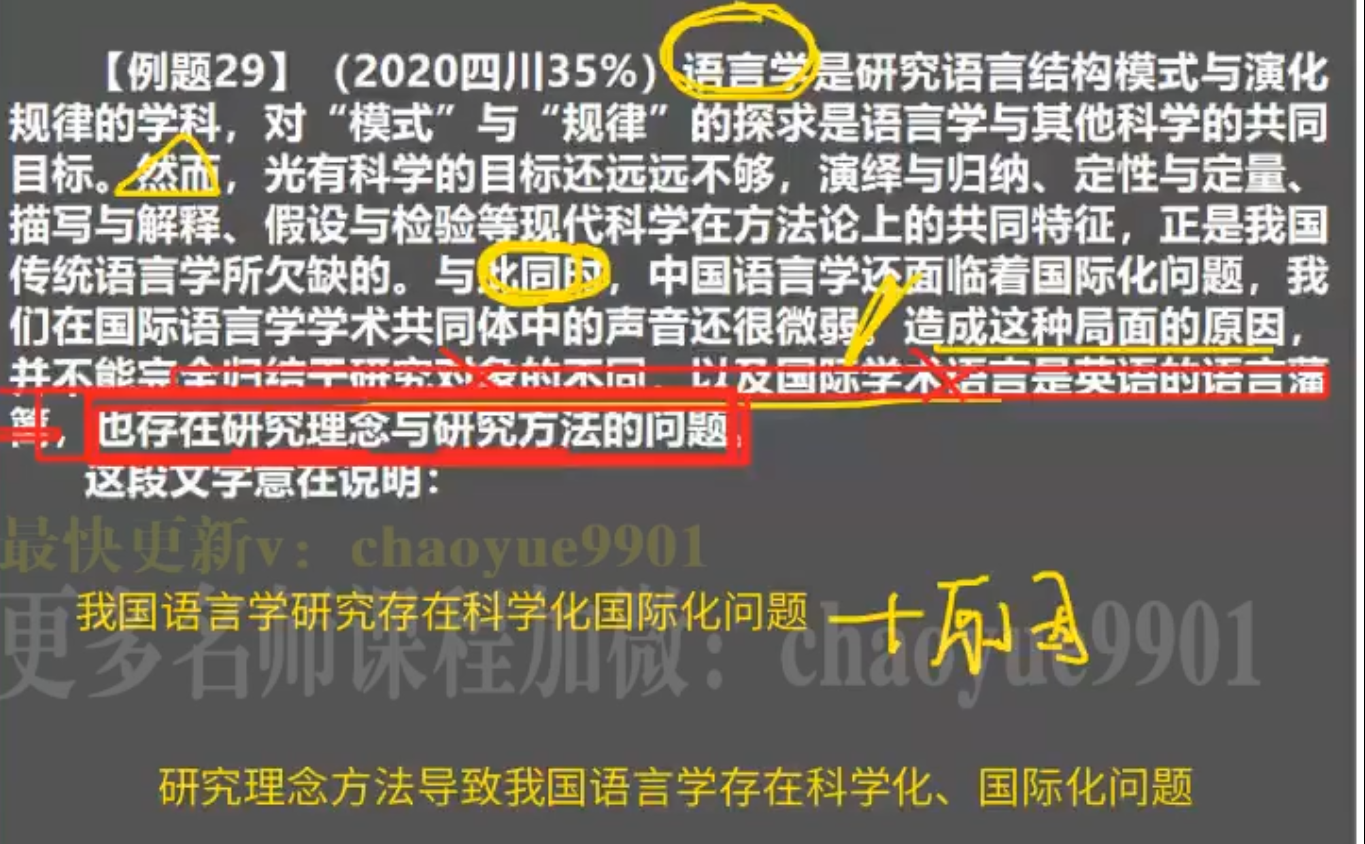 【例题29】（2020四川35%）语言学是研究语言结构模式与演化
规律的学科，对“模式”与“规律”的探求是语言学与其他科学的共同
目标。然而，光有科学的目标还远远不够，演绎与归纳、定性与定量、
描写与解释、假设与检验等现代科学在方法论上的共同特征，正是我国
传统语言学所欠缺的。与此同时，中国语言学还面临着国际化问题，我
们在国际语言学学术共同体中的声音还很微弱。造成这种局面的原因，
并不能完全归结于研究对象的不同，以及国际学术语言是英语的语言藩
篱，也存在研究理念与研究方法的问题。
这段文字意在说明：
最快更新v：chaoyue9901
我国语言学研究存在科学化国际化问题 一十原因
更多名师课程加微：chaoyue9901
研究理念方法导致我国语言学存在科学化、国际化问题